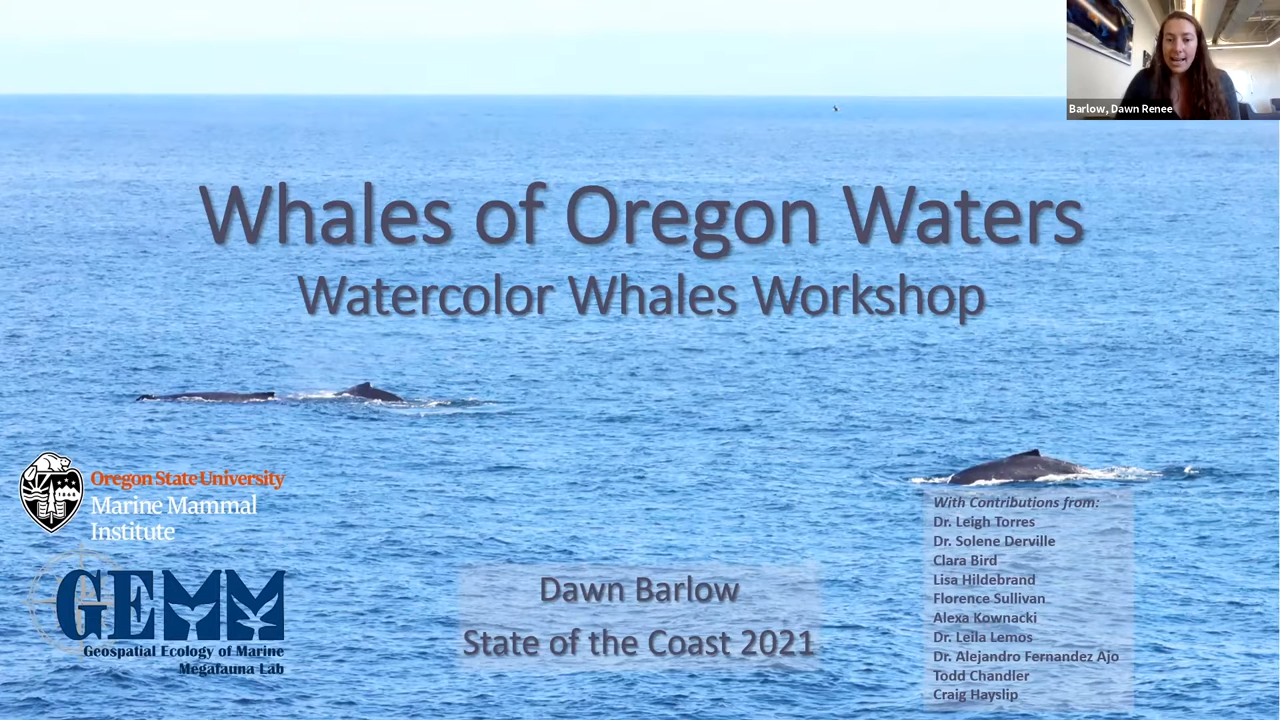 Barlow, Dawn Renee
Whales of Oregon Waters
Watercolor Whales Workshop
Oregon State University
Marine Mammal
Institute
GEMM
Geospatial Ecology of Marine
Megafauna Lab
Dawn Barlow
State of the Coast 2021
With Contributions from:
Dr. Leigh Torres
Dr. Solene Derville
Clara Bird
Lisa Hildebrand
Florence Sullivan
Alexa Kownacki
Dr. Leila Lemos
Dr. Alejandro Fernandez Ajo
Todd Chandler
Craig Hayslip